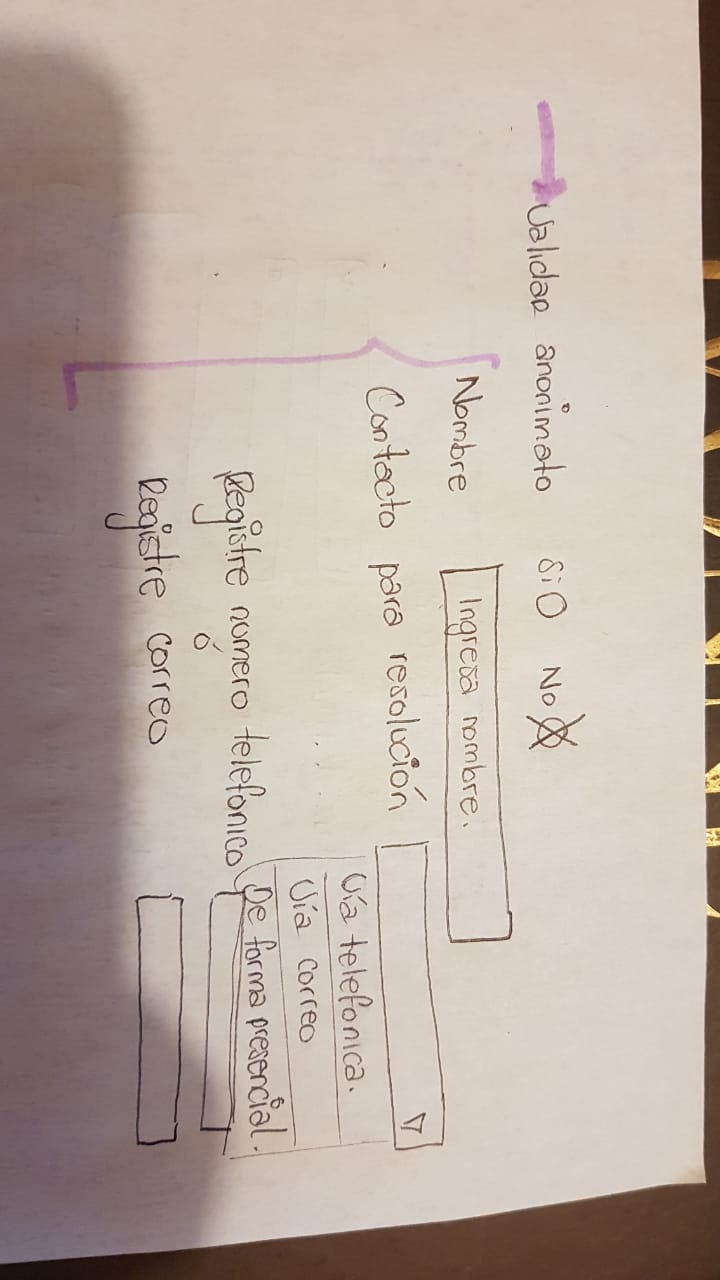 Validar anonimato si No
Nombre Ingresa nombre.
Contacto para resolución
Vía telefonica.
Vía correo
De forma presencial.
Registre número telefonico
ó
Registre correo